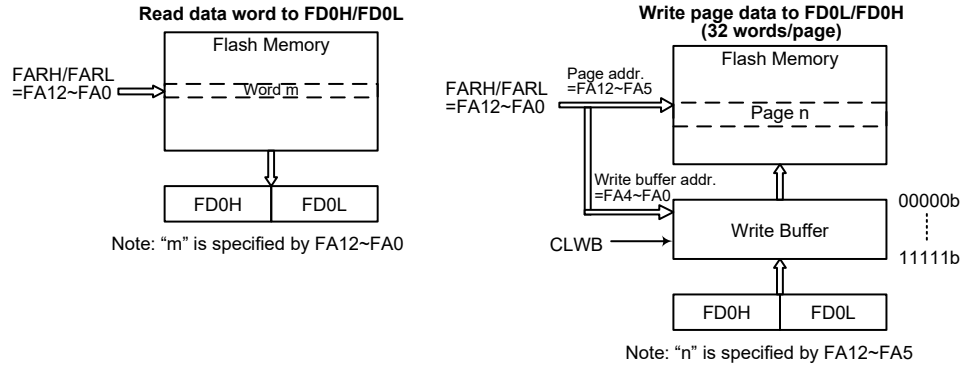 Read data word to FD0H/FD0L
Flash Memory
FARH/FARL
=FA12~FA0
Word m
FD0H
FD0L
Note: “m” is specified by FA12~FA0
Write page data to FD0L/FD0H
(32 words/page)
Flash Memory
FARH/FARL
=FA12~FA0
Page addr.
=FA12~FA5
Page n
Write buffer addr.
=FA4~FA0
Write Buffer
CLWB
00000b
11111b
FD0H
FD0L
Note: “n” is specified by FA12~FA5